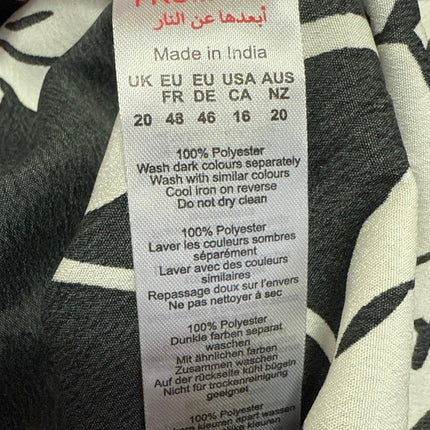 أبعدها عن النار
Made in India
UK EU EU USA AUS
FR DE CA NZ
20 48 46 16 20
100% Polyester
Wash dark colours separately
Wash with similar colours
Cool iron on reverse
Do not dry clean
100% Polyester
Laver les couleurs sombres
séparément
Laver avec des couleurs
similaires
Repassage doux sur l'envers
Ne pas nettoyer à sec
100% Polyester
Dunkle farben separat
waschen
Mit ähnlichen farben
Zusammen waschen
Auf der rückseite kühl bügeln
Nicht für trockenreinigung
geeignet
100% Polyester
kleuren apart wassen
kleuren